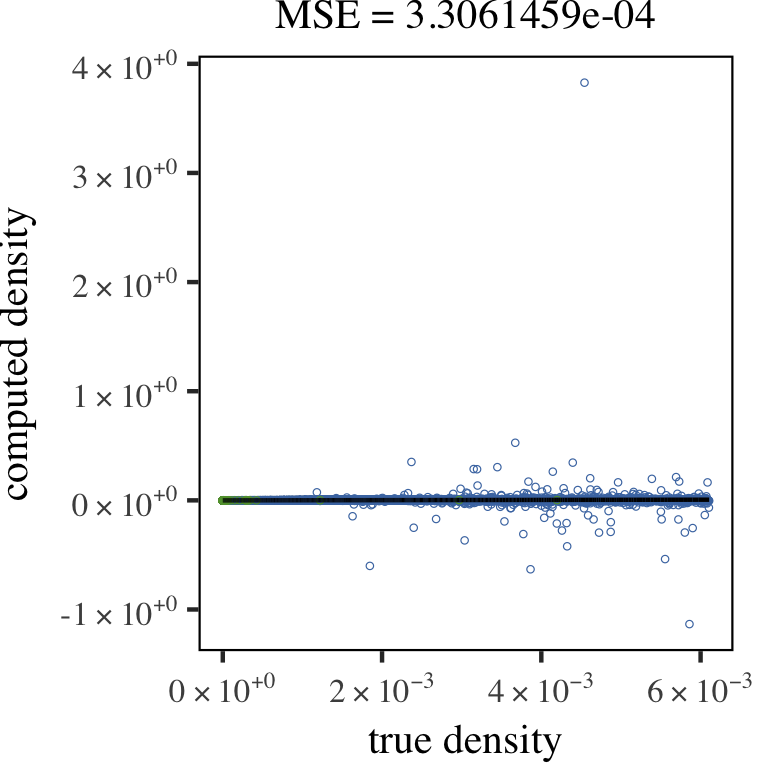 MSE = 3.3061459e-04
4 × 10⁺⁰
3 × 10⁺⁰
2 × 10⁺⁰
1 × 10⁺⁰
0 × 10⁺⁰
-1 × 10⁺⁰
computed density
0 × 10⁺⁰ 2 × 10⁻³ 4 × 10⁻³ 6 × 10⁻³
true density